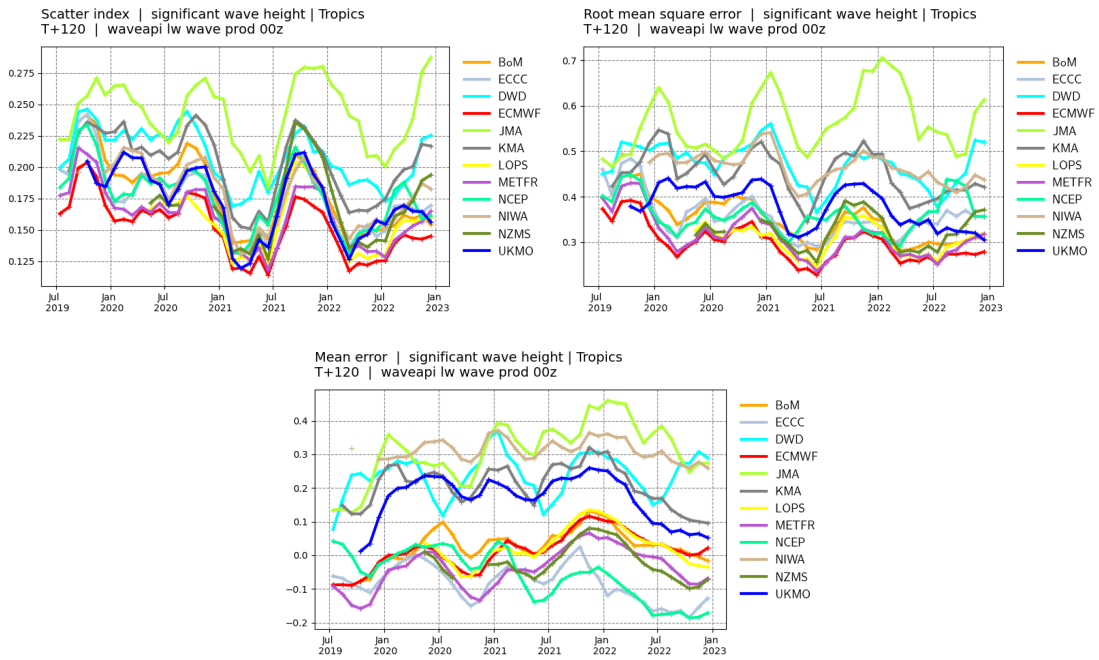 Scatter index | significant wave height | Tropics
T+120 | waveapi lw wave prod 00z
0.275
0.250
0.225
0.200
0.175
0.150
0.125
Jul 2019
Jan 2020
Jul 2020
Jan 2021
Jul 2021
Jan 2022
Jul 2022
Jan 2023
BoM
ECCC
DWD
ECMWF
JMA
KMA
LOPS
METFR
NCEP
NIWA
NZMS
UKMO
Root mean square error | significant wave height | Tropics
T+120 | waveapi lw wave prod 00z
0.7
0.6
0.5
0.4
0.3
Jul 2019
Jan 2020
Jul 2020
Jan 2021
Jul 2021
Jan 2022
Jul 2022
Jan 2023
BoM
ECCC
DWD
ECMWF
JMA
KMA
LOPS
METFR
NCEP
NIWA
NZMS
UKMO
Mean error | significant wave height | Tropics
T+120 | waveapi lw wave prod 00z
0.4
0.3
0.2
0.1
0.0
−0.1
−0.2
Jul 2019
Jan 2020
Jul 2020
Jan 2021
Jul 2021
Jan 2022
Jul 2022
Jan 2023
BoM
ECCC
DWD
ECMWF
JMA
KMA
LOPS
METFR
NCEP
NIWA
NZMS
UKMO